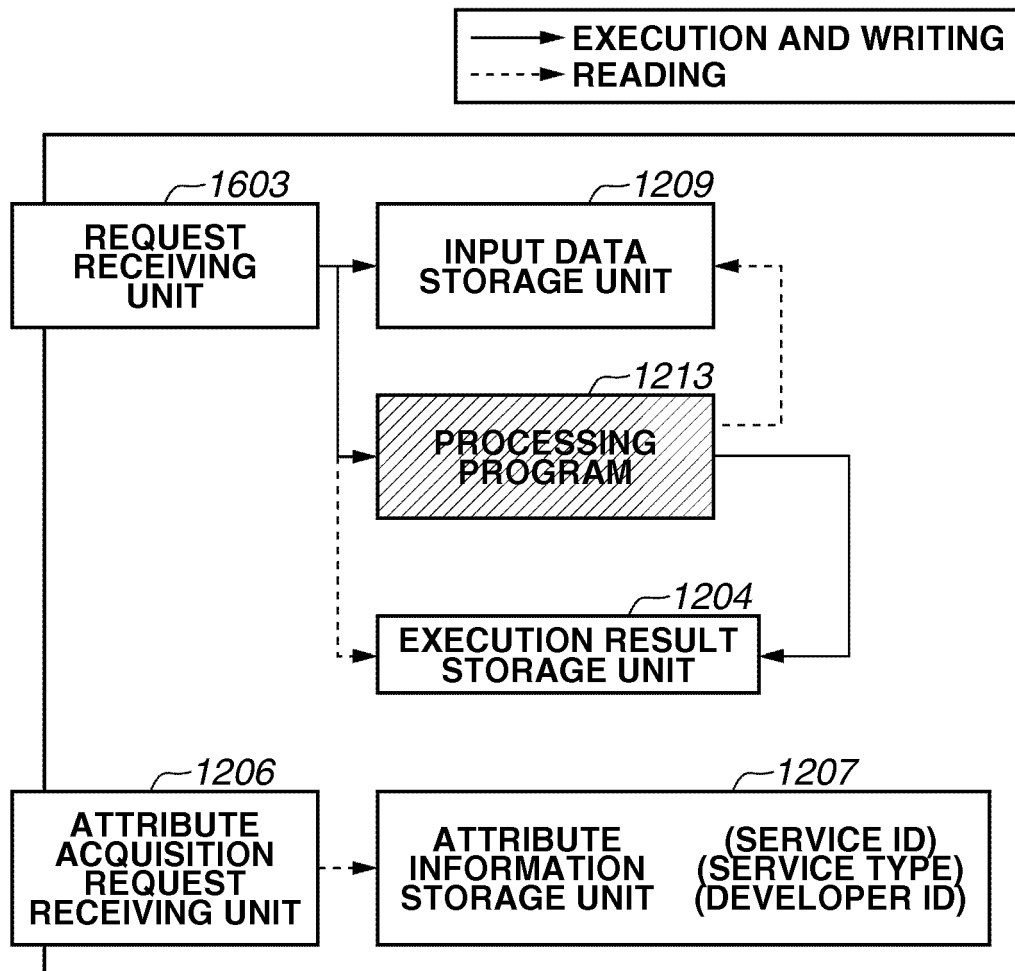 EXECUTION AND WRITING
READING
1603
REQUEST
RECEIVING
UNIT
1209
INPUT DATA
STORAGE UNIT
1213
PROCESSING
PROGRAM
1204
EXECUTION RESULT
STORAGE UNIT
1206
ATTRIBUTE
ACQUISITION
REQUEST
RECEIVING UNIT
1207
ATTRIBUTE (SERVICE ID)
INFORMATION (SERVICE TYPE)
STORAGE UNIT (DEVELOPER ID)